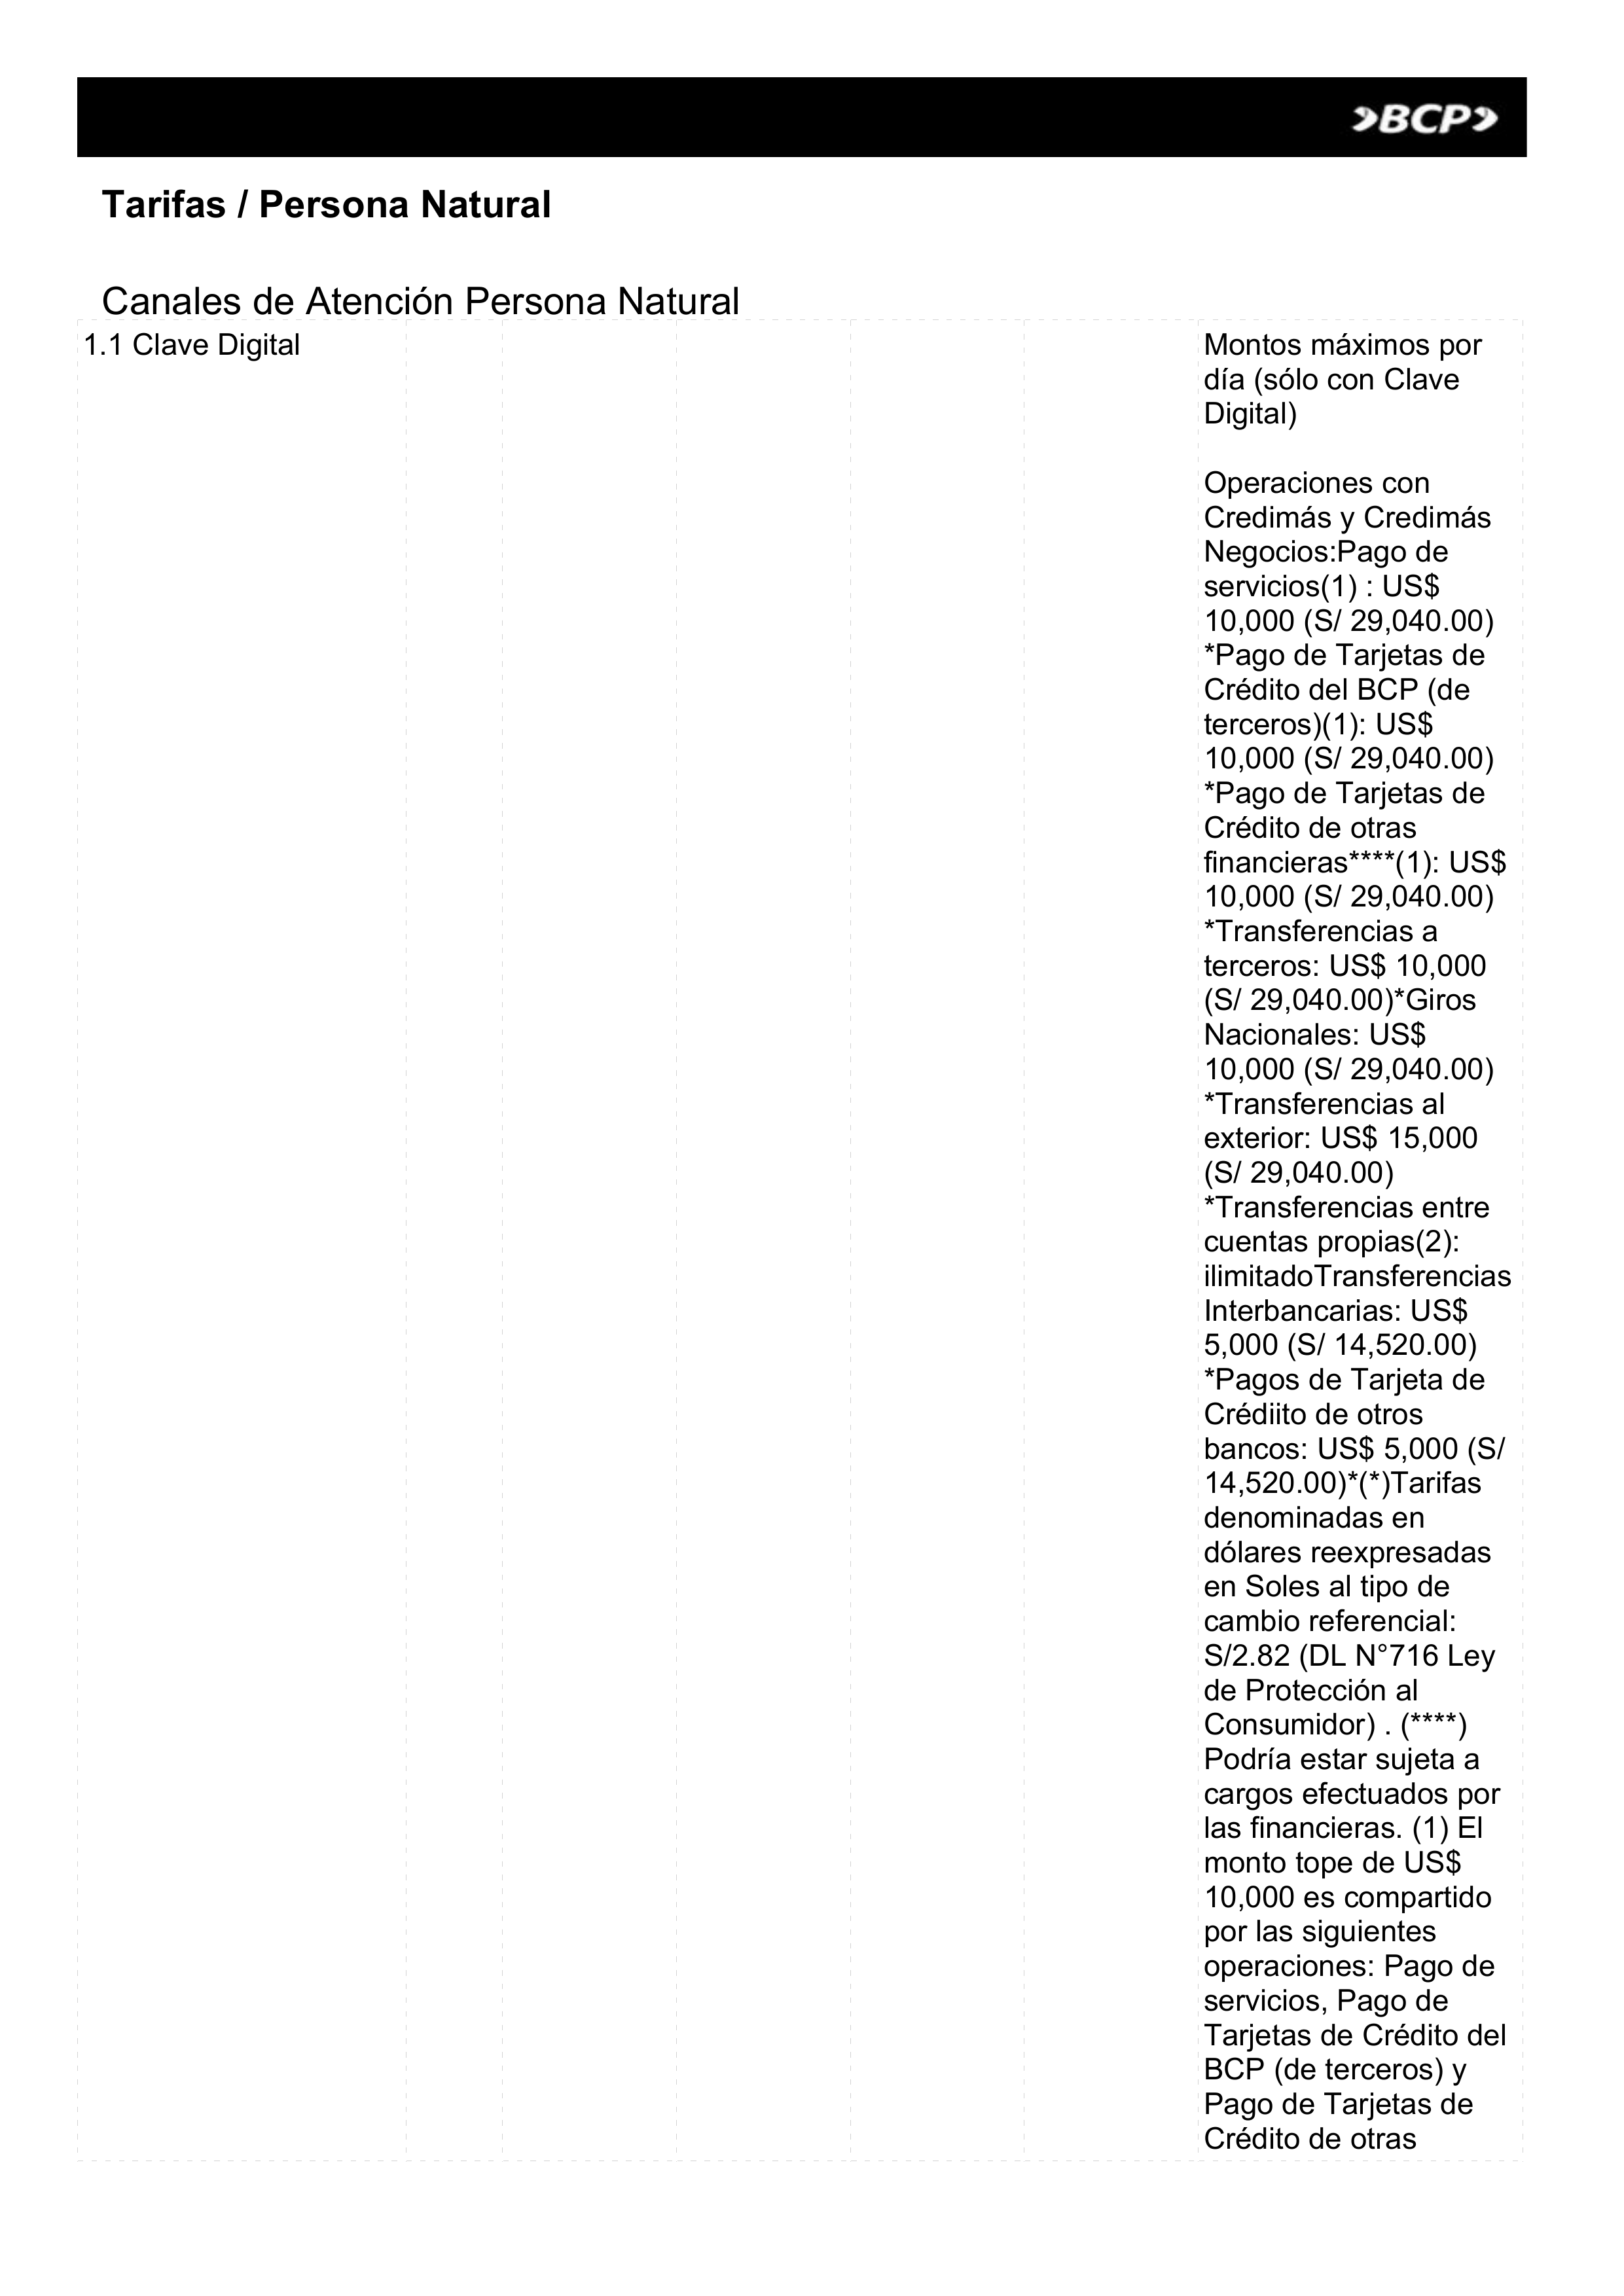 BCP
Tarifas / Persona Natural
Canales de Atención Persona Natural
1.1 Clave Digital
Montos máximos por
día (sólo con Clave
Digital)
Operaciones con
Credimás y Credimás
Negocios:Pago de
servicios(1) : US$
10,000 (S/ 29,040.00)
*Pago de Tarjetas de
Crédito del BCP (de
terceros)(1): US$
10,000 (S/ 29,040.00)
*Pago de Tarjetas de
Crédito de otras
financieras****(1): US$
10,000 (S/ 29,040.00)
*Transferencias a
terceros: US$ 10,000
(S/ 29,040.00)*Giros
Nacionales: US$
10,000 (S/ 29,040.00)
*Transferencias al
exterior: US$ 15,000
(S/ 29,040.00)
*Transferencias entre
cuentas propias(2):
ilimitadoTransferencias
Interbancarias: US$
5,000 (S/ 14,520.00)
*Pagos de Tarjeta de
Crédiito de otros
bancos: US$ 5,000 (S/
14,520.00)*(*)Tarifas
denominadas en
dólares reexpresadas
en Soles al tipo de
cambio referencial:
S/2.82 (DL N°716 Ley
de Protección al
Consumidor) . (****)
Podría estar sujeta a
cargos efectuados por
las financieras. (1) El
monto tope de US$
10,000 es compartido
por las siguientes
operaciones: Pago de
servicios, Pago de
Tarjetas de Crédito del
BCP (de terceros) y
Pago de Tarjetas de
Crédito de otras